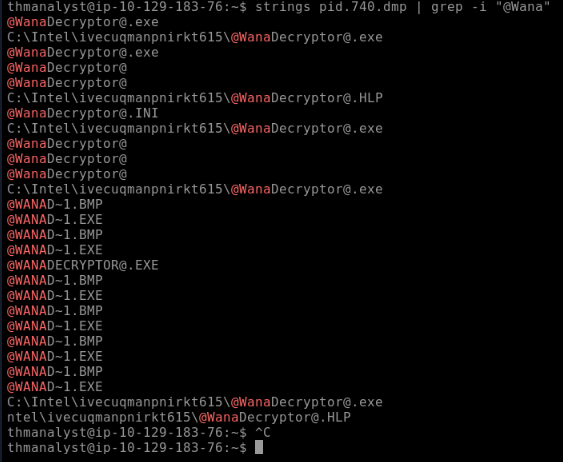 thmanalyst@ip-10-129-183-76:~$ strings pid.740.dmp | grep -i "@Wana"
@WanaDecryptor@.exe
C:\Intel\ivecuqmanpnirkt615\@WanaDecryptor@.exe
@WanaDecryptor@.exe
@WanaDecryptor@
@WanaDecryptor@
C:\Intel\ivecuqmanpnirkt615\@WanaDecryptor@.HLP
@WanaDecryptor@.INI
C:\Intel\ivecuqmanpnirkt615\@WanaDecryptor@.exe
@WanaDecryptor@
@WanaDecryptor@
@WanaDecryptor@
C:\Intel\ivecuqmanpnirkt615\@WanaDecryptor@.exe
@WANAD~1.BMP
@WANAD~1.EXE
@WANAD~1.BMP
@WANAD~1.EXE
@WANADECRYPTOR@.EXE
@WANAD~1.BMP
@WANAD~1.EXE
@WANAD~1.BMP
@WANAD~1.EXE
@WANAD~1.BMP
@WANAD~1.EXE
@WANAD~1.BMP
@WANAD~1.EXE
C:\Intel\ivecuqmanpnirkt615\@WanaDecryptor@.exe
ntel\ivecuqmanpnirkt615\@WanaDecryptor@.HLP
thmanalyst@ip-10-129-183-76:~$ ^C
thmanalyst@ip-10-129-183-76:~$